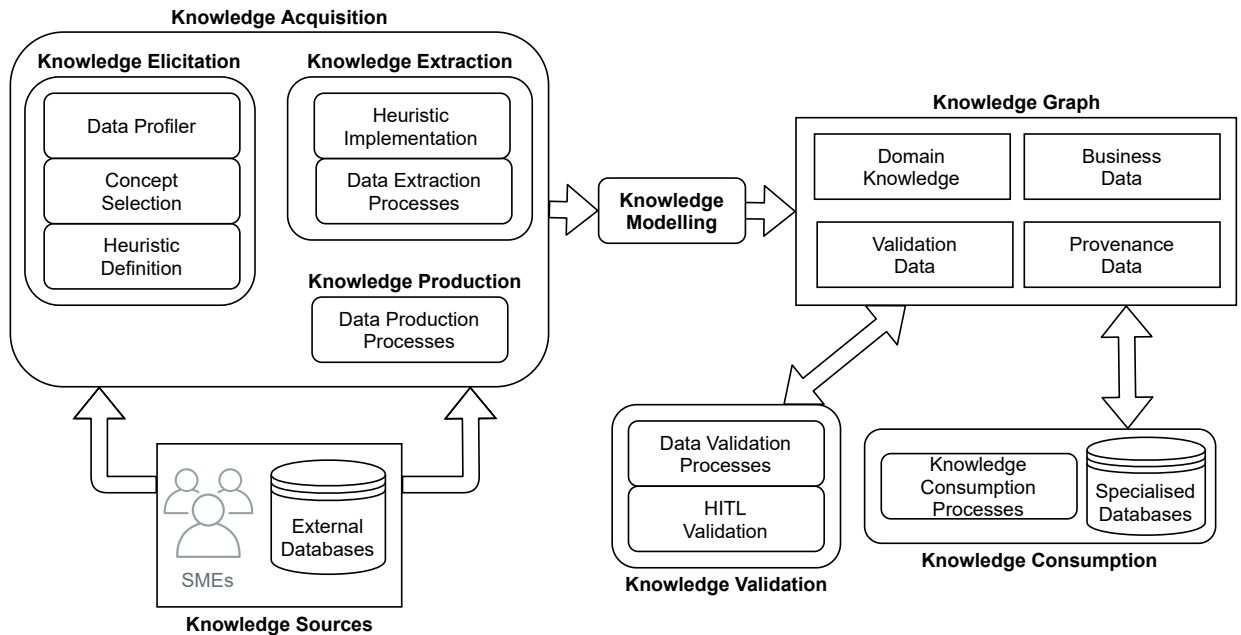 Knowledge Acquisition
Knowledge Elicitation
Data Profiler
Concept
Selection
Heuristic
Definition
Knowledge Extraction
Heuristic
Implementation
Data Extraction
Processes
Knowledge Production
Data Production
Processes
SMEs
External
Databases
Knowledge Sources
Knowledge
Modelling
Knowledge Graph
Domain
Knowledge
Business
Data
Validation
Data
Provenance
Data
Data Validation
Processes
HITL
Validation
Knowledge Validation
Knowledge
Consumption
Processes
Specialised
Databases
Knowledge Consumption